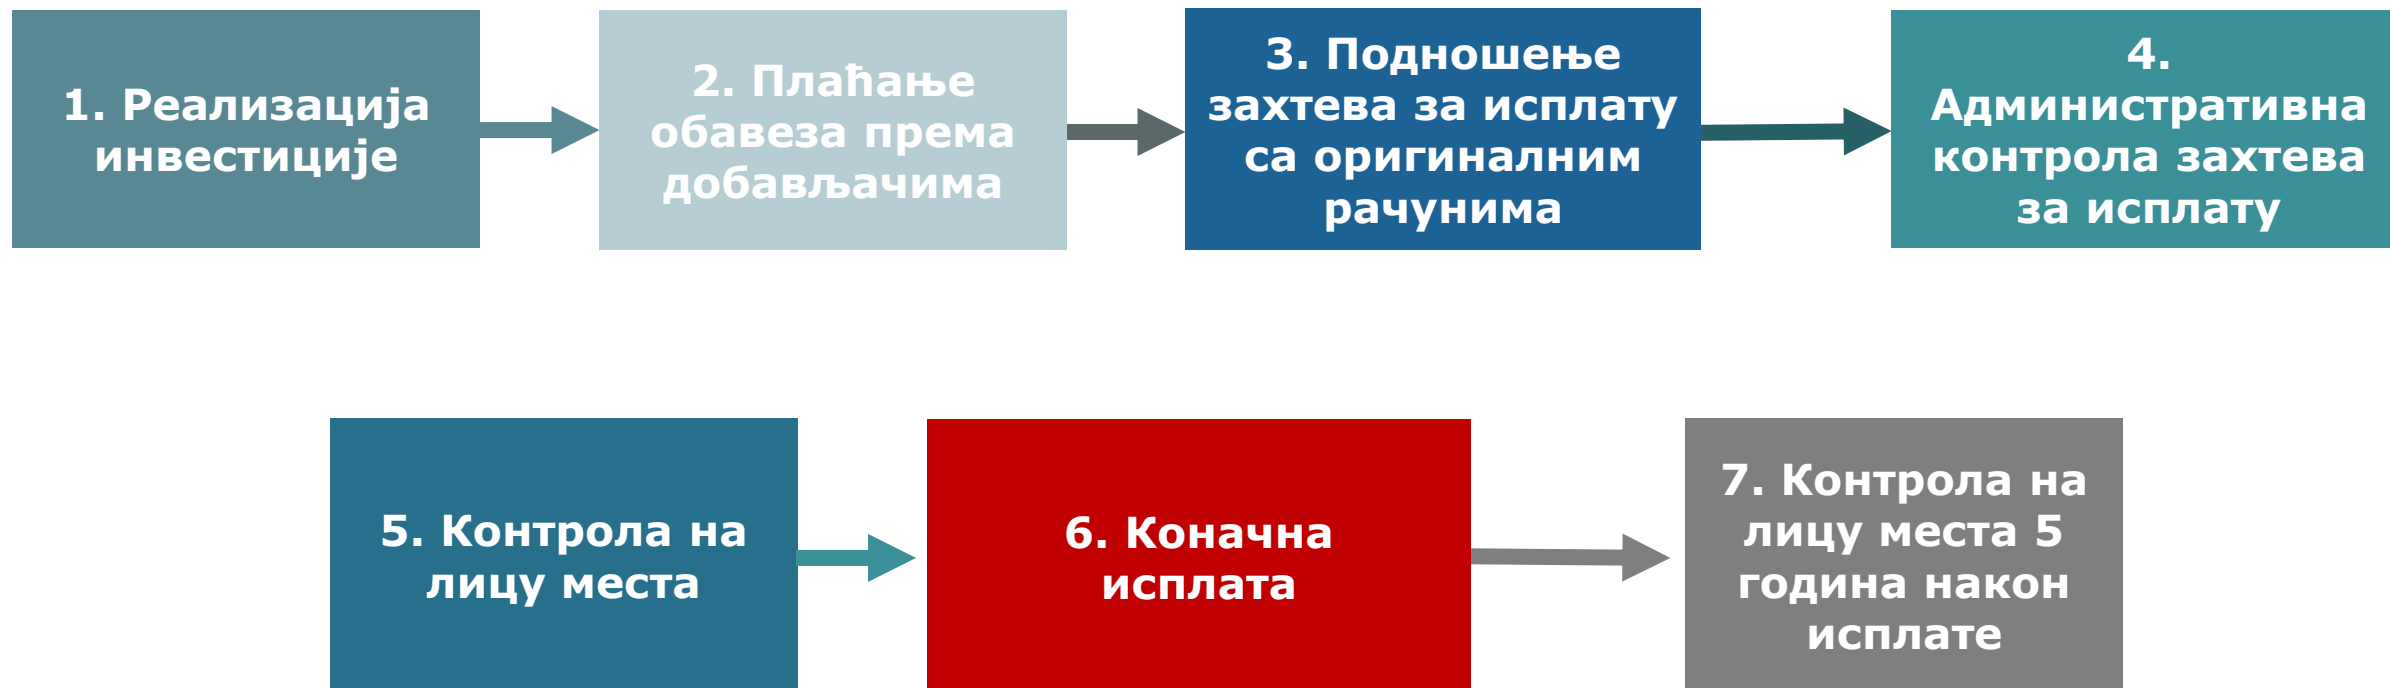 1. Реализација
инвестиције
2. Плаћање
обавеза према
добављачима
3. Подношење
захтева за исплату
са оригиналним
рачунима
4.
Административна
контрола захтева
за исплату
5. Контрола на
лицу места
6. Коначна
исплата
7. Контрола на
лицу места 5
година након
исплате